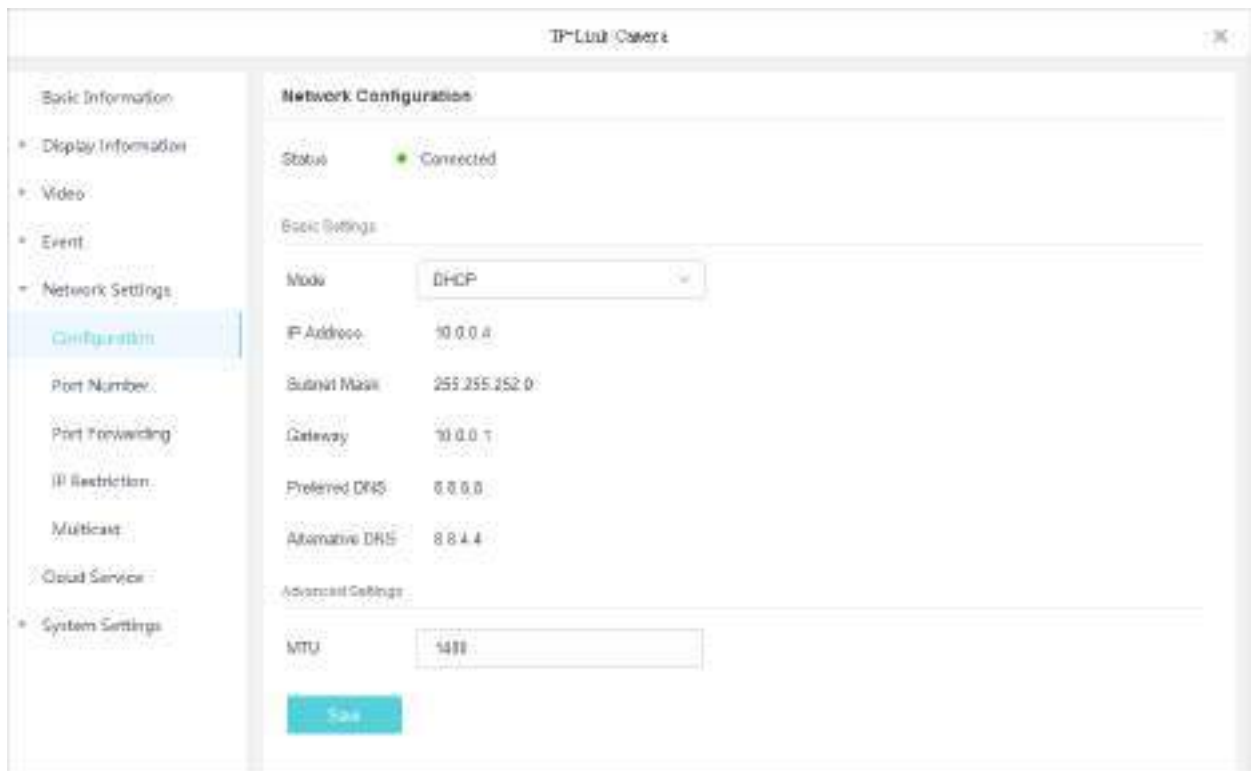 TP-Link Camera
Basic Information
Display Information
Video
Event
Network Settings
Configuration
Port Number
Port Forwarding
IP Restriction
Multicast
Cloud Service
System Settings
Network Configuration
Status Connected
Basic Settings
Mode DHCP
IP Address 10.0.0.4
Subnet Mask 255.255.252.0
Gateway 10.0.0.1
Preferred DNS 8.8.8.8
Alternative DNS 8.8.4.4
Advanced Settings
MTU
Save